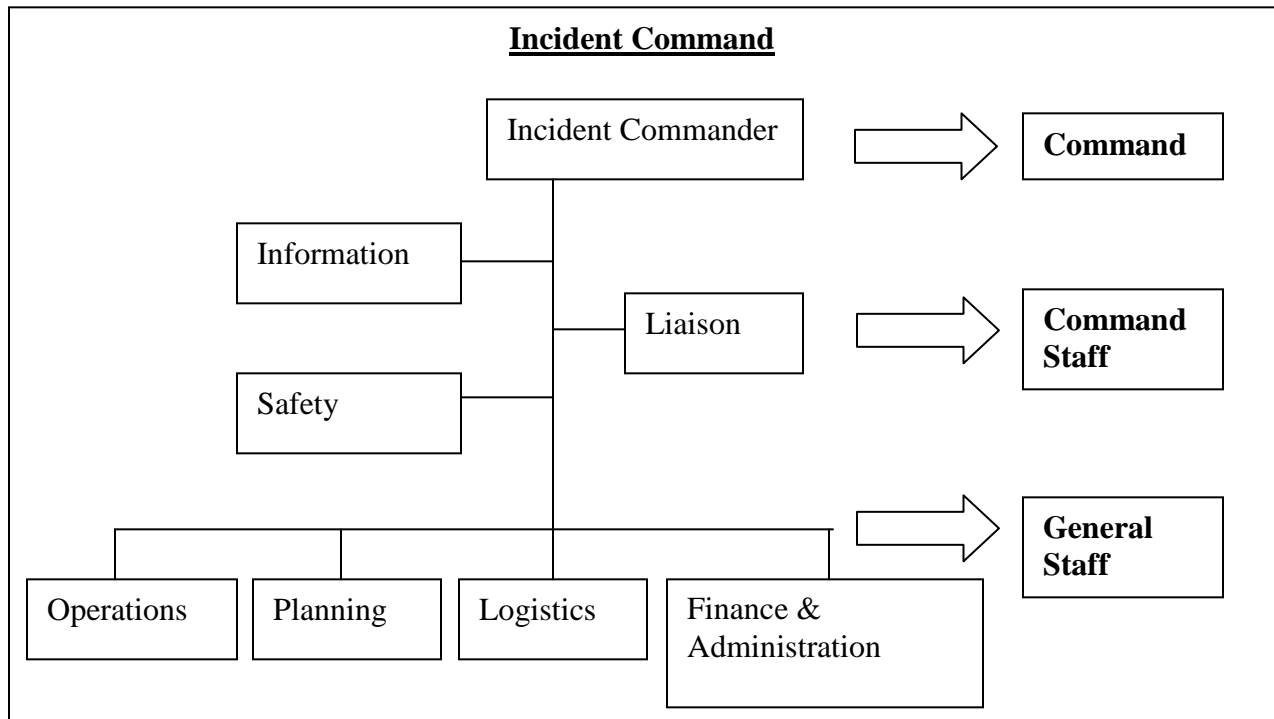 Incident Command
Incident Commander
Command
Information
Liaison
Command
Staff
Safety
General
Staff
Operations
Planning
Logistics
Finance &
Administration